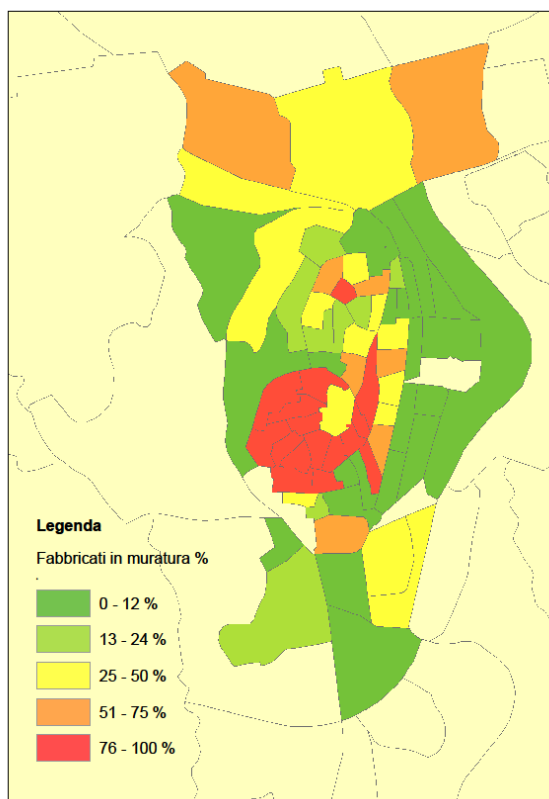 Legenda
Fabbricati in muratura %
0 - 12 %
13 - 24 %
25 - 50 %
51 - 75 %
76 - 100 %